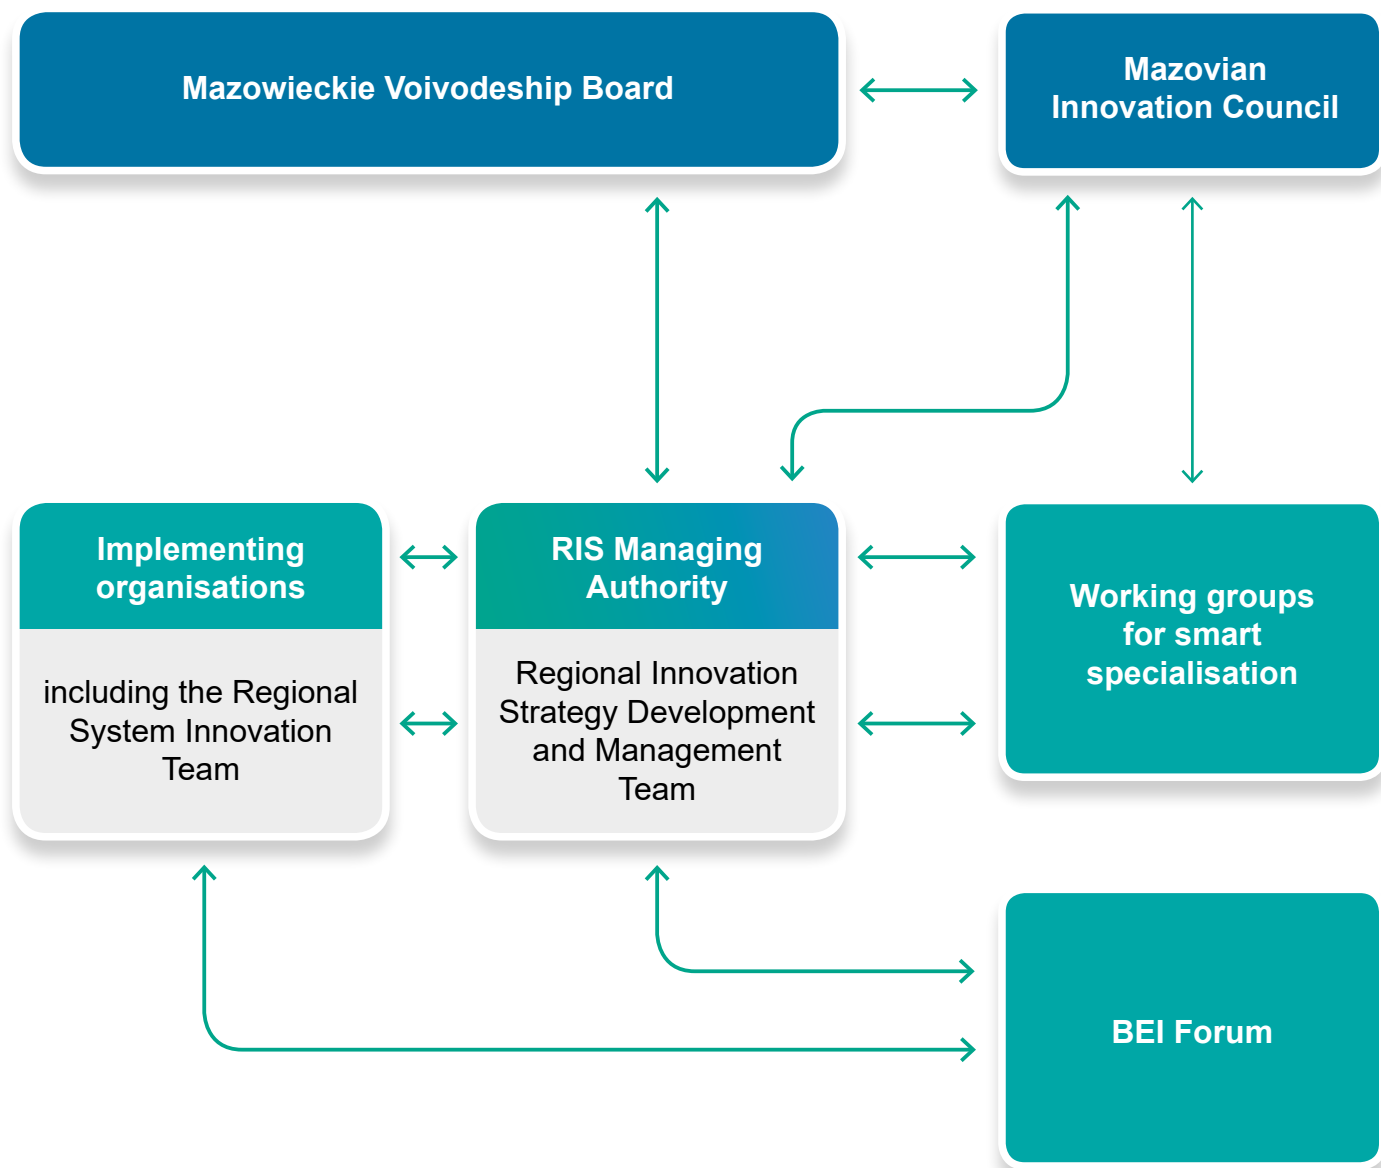 Mazowieckie Voivodeship Board
Mazovian
Innovation Council
Implementing
organisations
including the Regional
System Innovation
Team
RIS Managing
Authority
Regional Innovation
Strategy Development
and Management
Team
Working groups
for smart
specialisation
BEI Forum